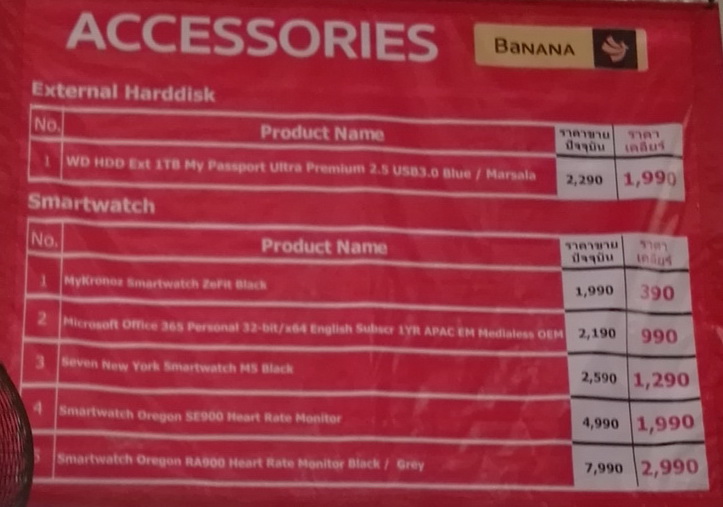 ACCESSORIES BaNANA
External Harddisk
No. Product Name ราคาขายปัจจุบัน ราคาเคลียร์
1 WD HDD Ext 1TB My Passport Ultra Premium 2.5 USB3.0 Blue / Marsala 2,290 1,990
Smartwatch
No. Product Name ราคาขายปัจจุบัน ราคาเคลียร์
1 MyKronoz Smartwatch ZeFit Black 1,990 390
2 Microsoft Office 365 Personal 32-bit/x64 English Subscr 1YR APAC EM Medialess OEM 2,190 990
3 Seven New York Smartwatch MS Black 2,590 1,290
4 Smartwatch Oregon SE900 Heart Rate Monitor 4,990 1,990
5 Smartwatch Oregon RA900 Heart Rate Monitor Black / Grey 7,990 2,990